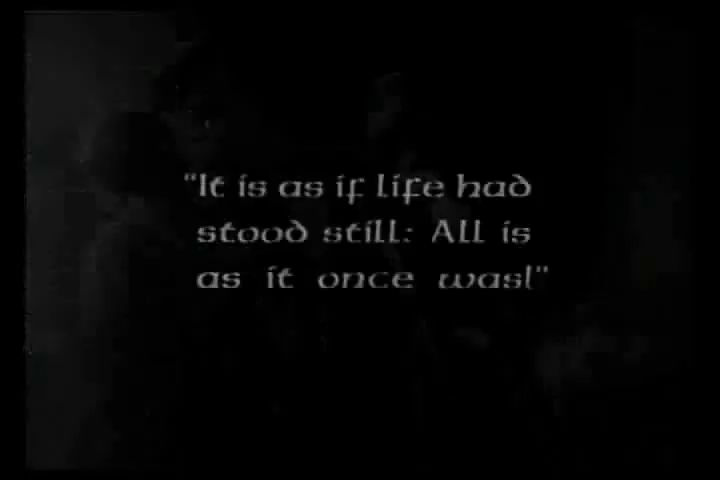 "It is as if life had
stood still: All is
as it once was!"